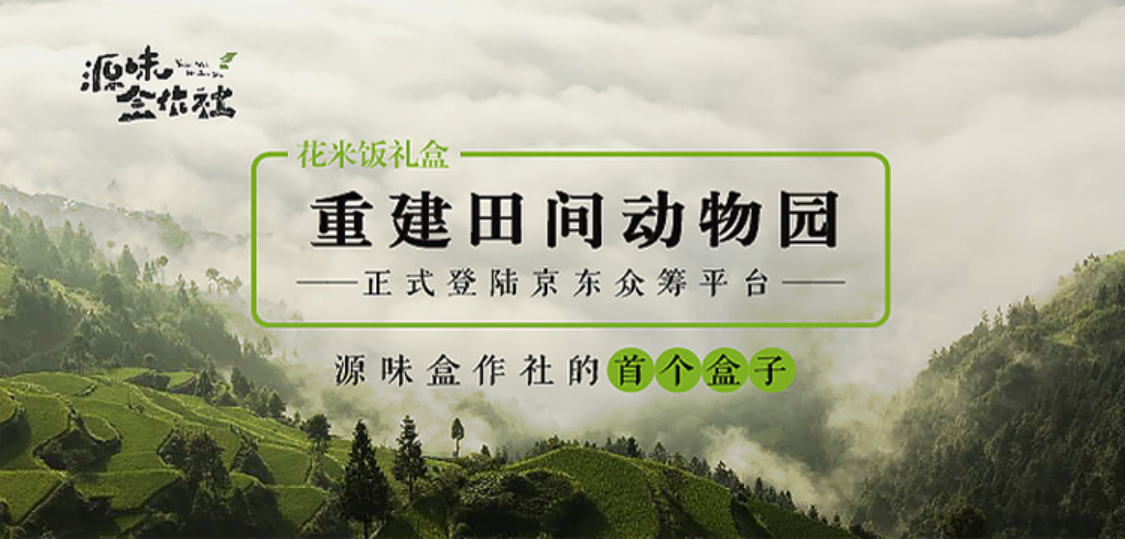 源味
盒作社
花米饭礼盒
重建田间动物园
正式登陆京东众筹平台
源味盒作社的首个盒子